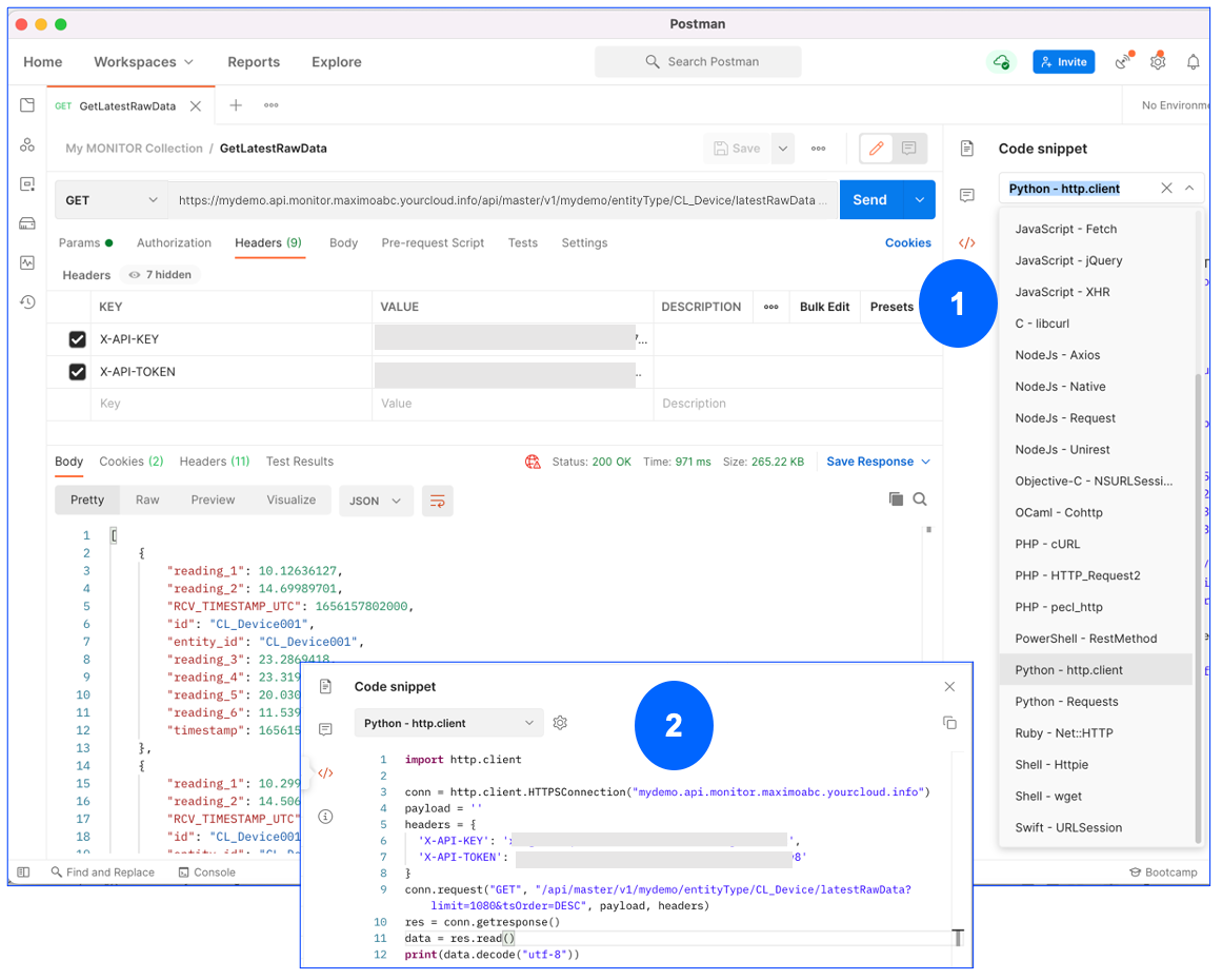 Postman
Home Workspaces Reports Explore Search Postman Invite
GET GetLatestRawData No Environme
My MONITOR Collection / GetLatestRawData Save
GET https://mydemo.api.monitor.maximoabc.yourcloud.info/api/master/v1/mydemo/entityType/CL_Device/latestRawData ... Send
Params Authorization Headers (9) Body Pre-request Script Tests Settings Cookies
Headers 7 hidden
KEY VALUE DESCRIPTION Bulk Edit Presets
X-API-KEY
X-API-TOKEN
Key Value Description
Body Cookies (2) Headers (11) Test Results Status: 200 OK Time: 971 ms Size: 265.22 KB Save Response
Pretty Raw Preview Visualize JSON
1 [
2 {
3 "reading_1": 10.12636127,
4 "reading_2": 14.69989701,
5 "RCV_TIMESTAMP_UTC": 1656157802000,
6 "id": "CL_Device001",
7 "entity_id": "CL_Device001",
8 "reading_3": 23.2869418,
9 "reading_4": 23.319
10 "reading_5": 20.030
11 "reading_6": 11.539
12 "timestamp": 165615
13 },
14 {
15 "reading_1": 10.299
16 "reading_2": 14.506
17 "RCV_TIMESTAMP_UTC"
18 "id": "CL_Device001
Find and Replace Console Bootcamp
Code snippet
Python - http.client
JavaScript - Fetch
JavaScript - jQuery
JavaScript - XHR
C - libcurl
NodeJs - Axios
NodeJs - Native
NodeJs - Request
NodeJs - Unirest
Objective-C - NSURLSessi...
OCaml - Cohttp
PHP - cURL
PHP - HTTP_Request2
PHP - pecl_http
PowerShell - RestMethod
Python - http.client
Python - Requests
Ruby - Net::HTTP
Shell - Httpie
Shell - wget
Swift - URLSession
1
2
Code snippet
Python - http.client
1 import http.client
2
3 conn = http.client.HTTPSConnection("mydemo.api.monitor.maximoabc.yourcloud.info")
4 payload = ''
5 headers = {
6 'X-API-KEY': ' ',
7 'X-API-TOKEN': 8'
8 }
9 conn.request("GET", "/api/master/v1/mydemo/entityType/CL_Device/latestRawData?
limit=1080&tsOrder=DESC", payload, headers)
10 res = conn.getresponse()
11 data = res.read()
12 print(data.decode("utf-8"))